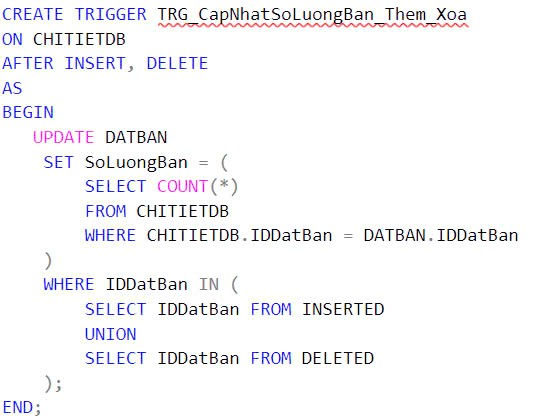 CREATE TRIGGER TRG_CapNhatSoLuongBan_Them_Xoa
ON CHITIETDB
AFTER INSERT, DELETE
AS
BEGIN
UPDATE DATBAN
SET SoLuongBan = (
SELECT COUNT(*)
FROM CHITIETDB
WHERE CHITIETDB.IDDatBan = DATBAN.IDDatBan
)
WHERE IDDatBan IN (
SELECT IDDatBan FROM INSERTED
UNION
SELECT IDDatBan FROM DELETED
);
END;